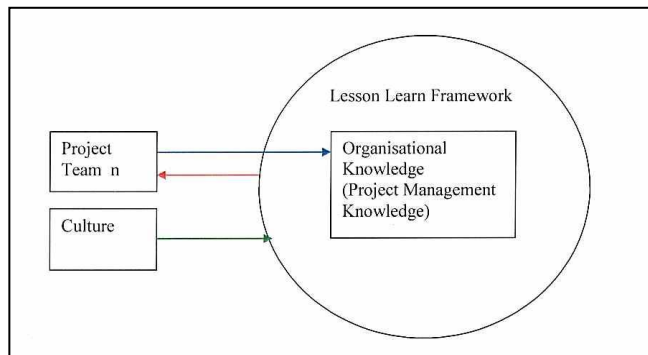 Lesson Learn Framework
Project
Team n
Organisational
Knowledge
(Project Management
Knowledge)
Culture